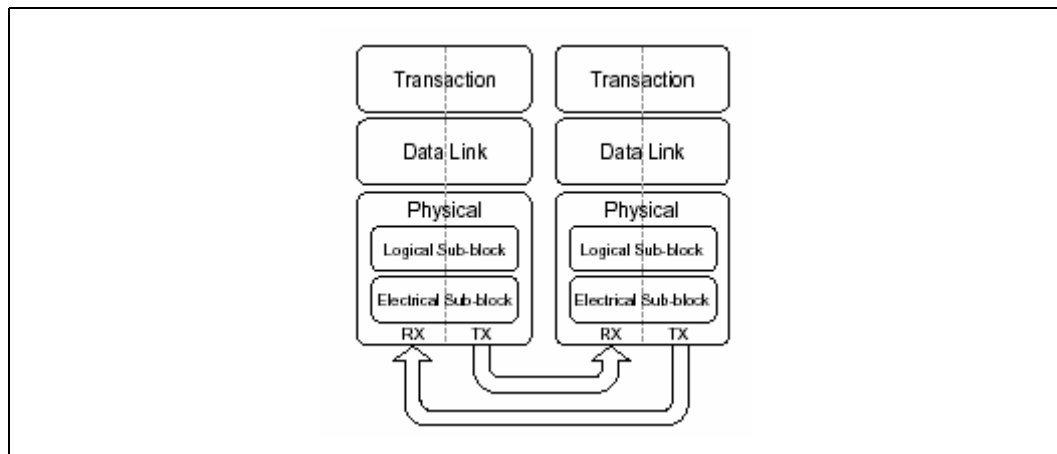 Transaction
Data Link
Physical
Logical Sub-block
Electrical Sub-block
RX TX
Transaction
Data Link
Physical
Logical Sub-block
Electrical Sub-block
RX TX